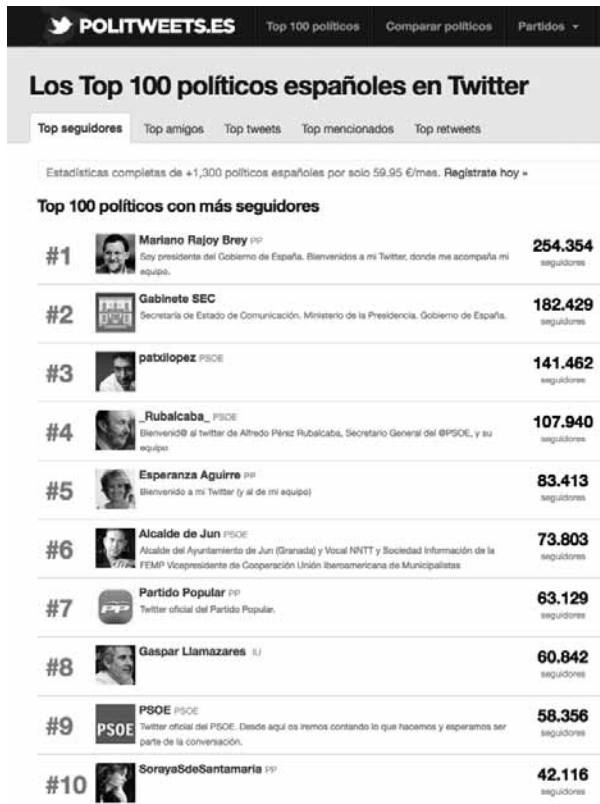 POLITWEETS.ES
Top 100 políticos
Comparar políticos
Partidos
Los Top 100 políticos españoles en Twitter
Top seguidores
Top amigos
Top tweets
Top mencionados
Top retweets
Estadísticas completas de +1,300 políticos españoles por solo 59.95 €/mes. Regístrate hoy »
Top 100 políticos con más seguidores
#1
Mariano Rajoy Brey PP
Soy presidente del Gobierno de España. Bienvenidos a mi Twitter, donde me acompaña mi
equipo.
254.354
seguidores
#2
Gabinete SEC
Secretaría de Estado de Comunicación. Ministerio de la Presidencia. Gobierno de España.
182.429
seguidores
#3
patxilopez PSOE
141.462
seguidores
#4
_Rubalcaba_ PSOE
Bienvenid@ al twitter de Alfredo Pérez Rubalcaba, Secretario General del @PSOE, y su
equipo
107.940
seguidores
#5
Esperanza Aguirre PP
Bienvenido a mi Twitter (y al de mi equipo)
83.413
seguidores
#6
Alcalde de Jun PSOE
Alcalde del Ayuntamiento de Jun (Granada) y Vocal NNTT y Sociedad Información de la
FEMP Vicepresidente de Cooperación Unión Iberoamericana de Municipalistas
73.803
seguidores
#7
PP
Partido Popular PP
Twitter oficial del Partido Popular.
63.129
seguidores
#8
Gaspar Llamazares IU
60.842
seguidores
#9
PSOE
PSOE PSOE
Twitter oficial del PSOE. Desde aquí os iremos contando lo que hacemos y esperamos ser
parte de la conversación.
58.356
seguidores
#10
SorayaSdeSantamaria PP
42.116
seguidores